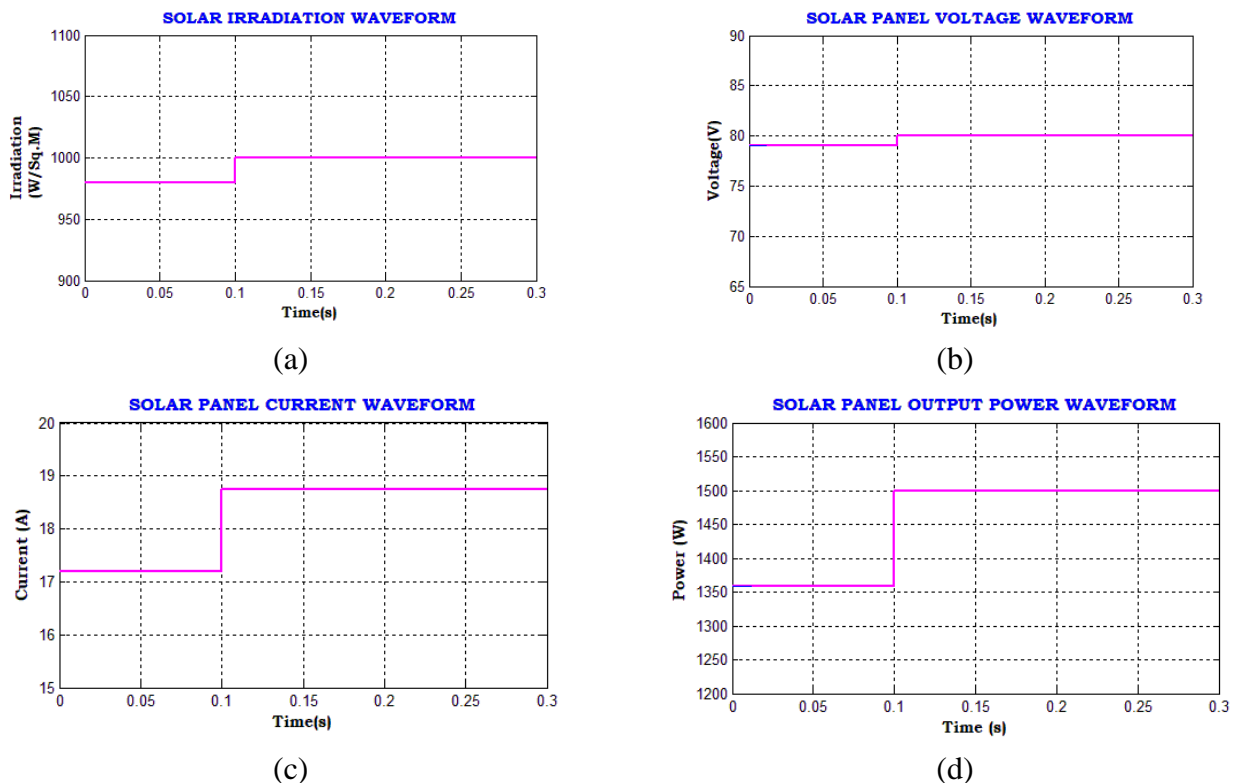 SOLAR IRRADIATION WAVEFORM
1100
1050
1000
950
900
Irradiation
(W/Sq.M)
0 0.05 0.1 0.15 0.2 0.25 0.3
Time(s)
(a)
SOLAR PANEL VOLTAGE WAVEFORM
90
85
80
75
70
65
Voltage(V)
0 0.05 0.1 0.15 0.2 0.25 0.3
Time(s)
(b)
SOLAR PANEL CURRENT WAVEFORM
20
19
18
17
16
15
Current (A)
0 0.05 0.1 0.15 0.2 0.25 0.3
Time(s)
(c)
SOLAR PANEL OUTPUT POWER WAVEFORM
1600
1550
1500
1450
1400
1350
1300
1250
1200
Power (W)
0 0.05 0.1 0.15 0.2 0.25 0.3
Time (s)
(d)